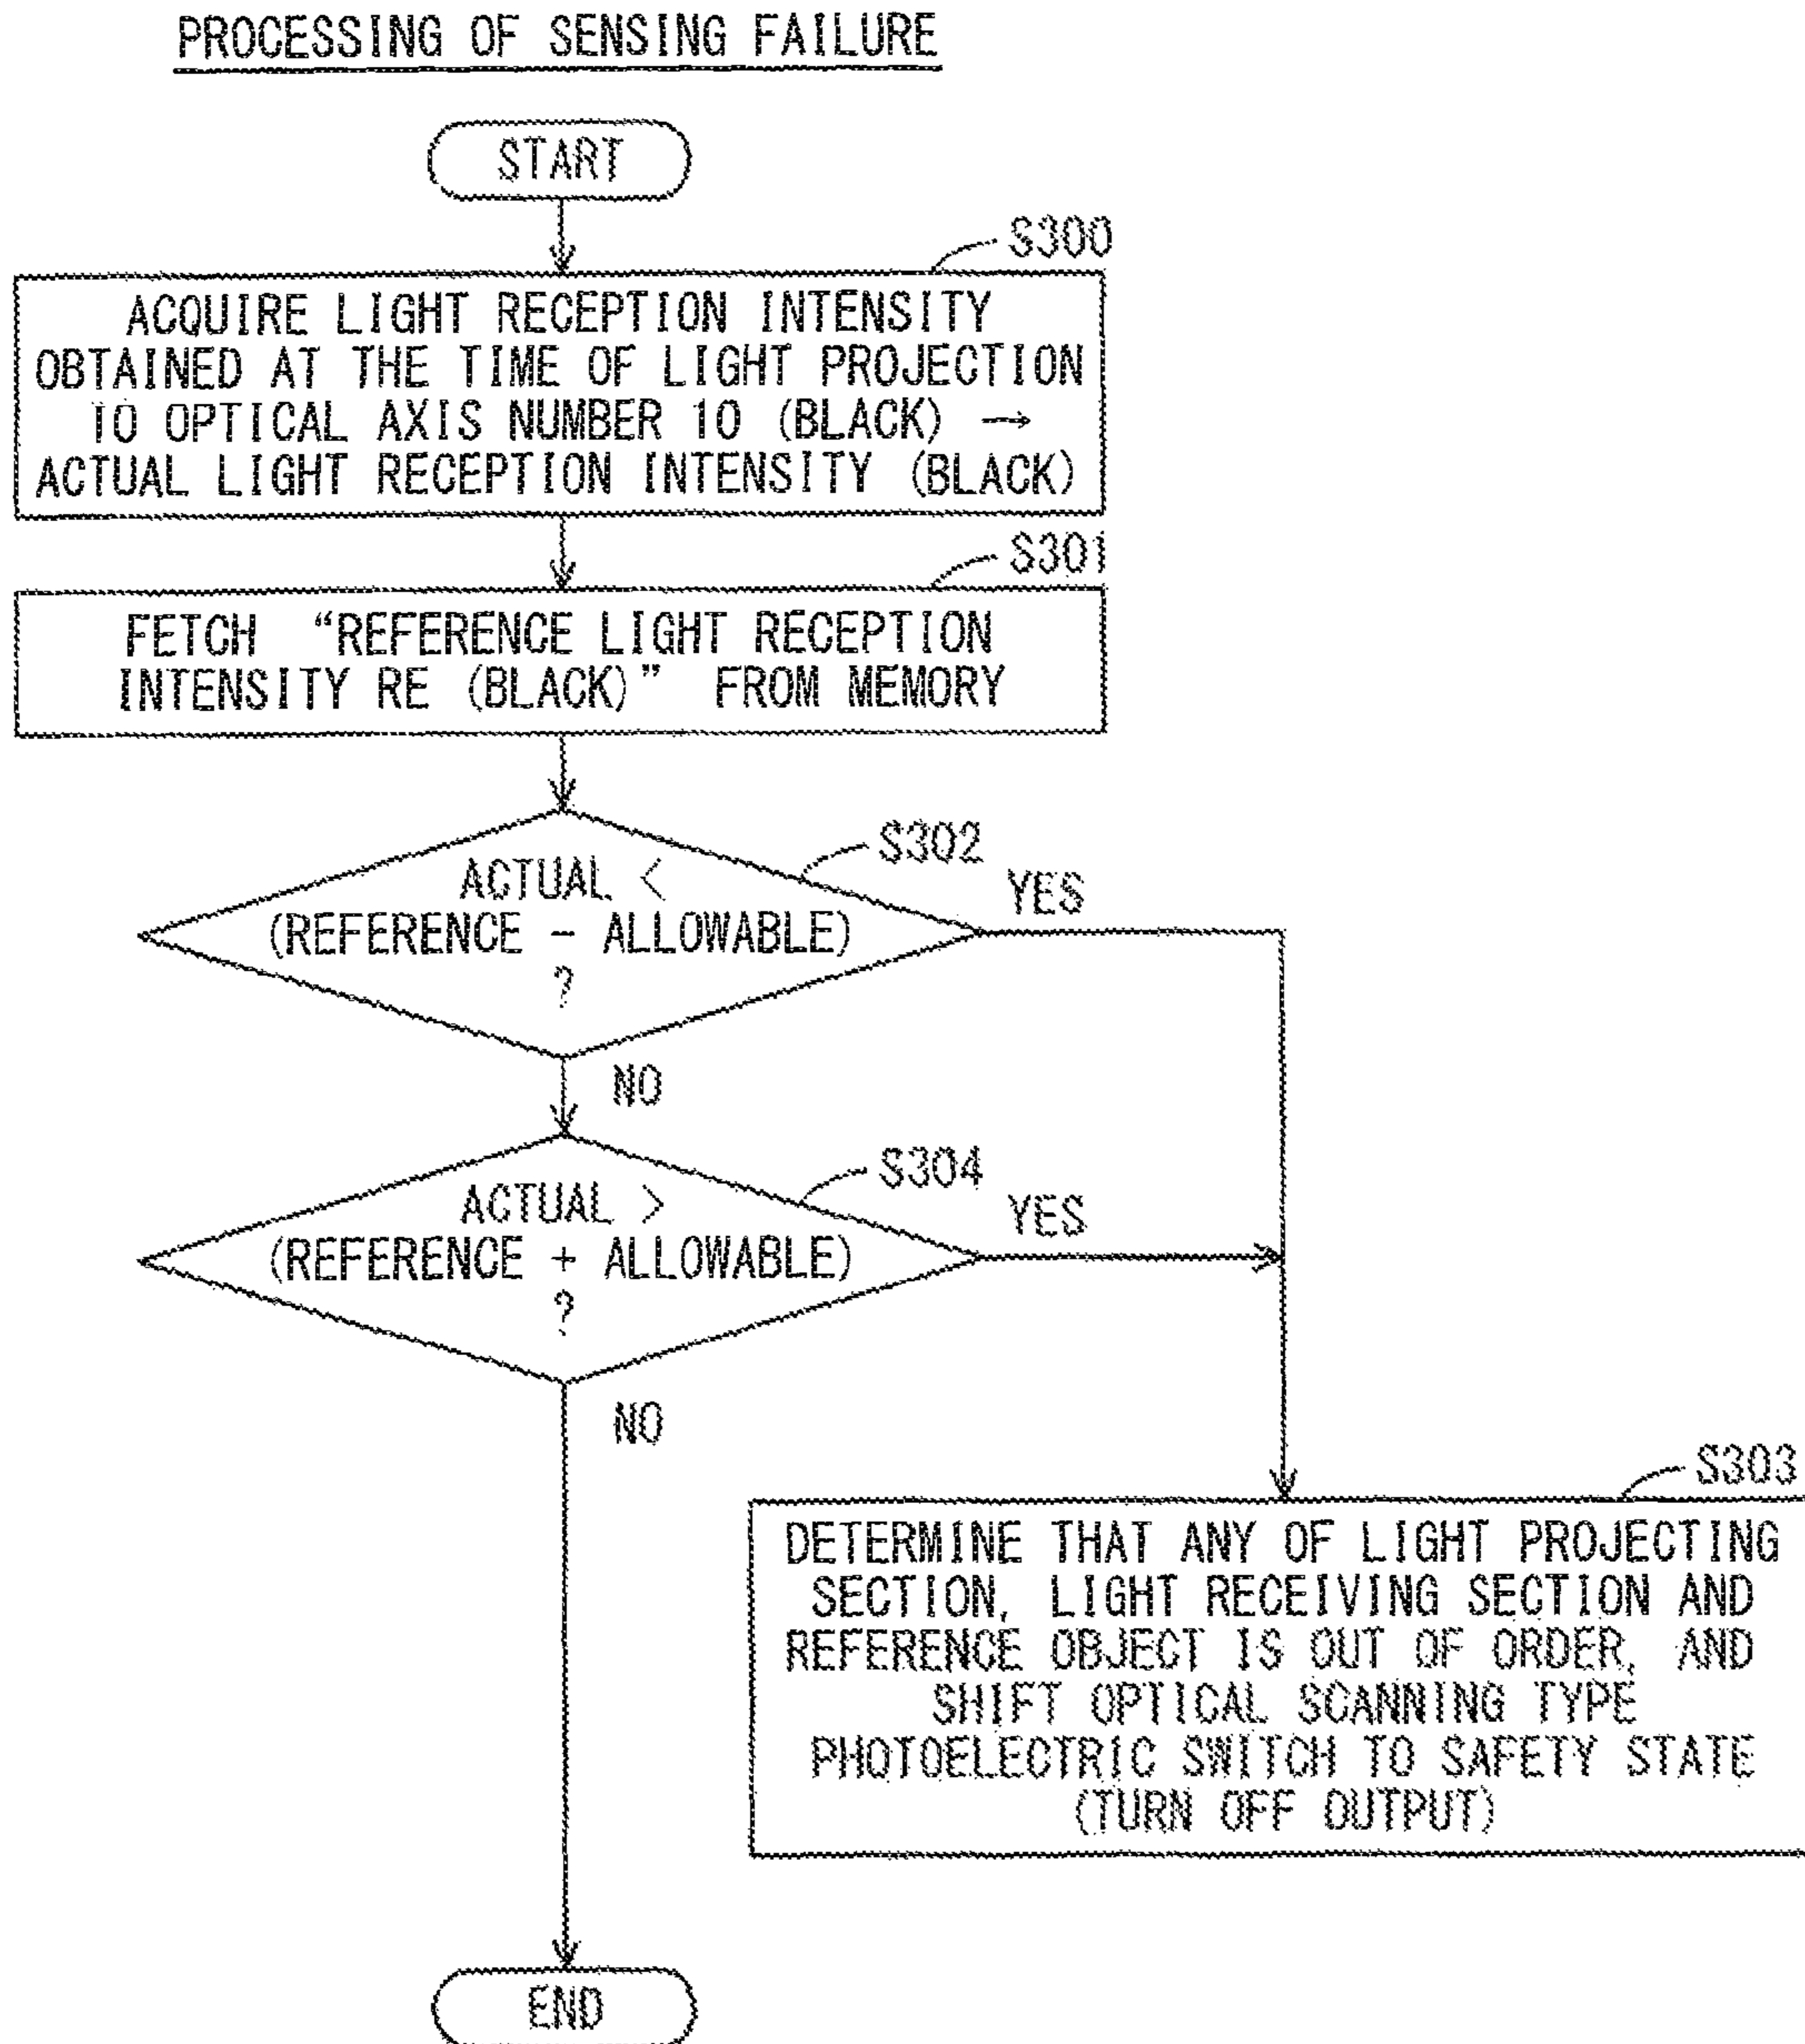 PROCESSING OF SENSING FAILURE
START
S300
ACQUIRE LIGHT RECEPTION INTENSITY
OBTAINED AT THE TIME OF LIGHT PROJECTION
TO OPTICAL AXIS NUMBER 10 (BLACK) →
ACTUAL LIGHT RECEPTION INTENSITY (BLACK)
S301
FETCH “REFERENCE LIGHT RECEPTION
INTENSITY RE (BLACK)” FROM MEMORY
S302
ACTUAL <
(REFERENCE - ALLOWABLE)
?
YES
NO
S304
ACTUAL >
(REFERENCE + ALLOWABLE)
?
YES
NO
S303
DETERMINE THAT ANY OF LIGHT PROJECTING
SECTION, LIGHT RECEIVING SECTION AND
REFERENCE OBJECT IS OUT OF ORDER, AND
SHIFT OPTICAL SCANNING TYPE
PHOTOELECTRIC SWITCH TO SAFETY STATE
(TURN OFF OUTPUT)
END